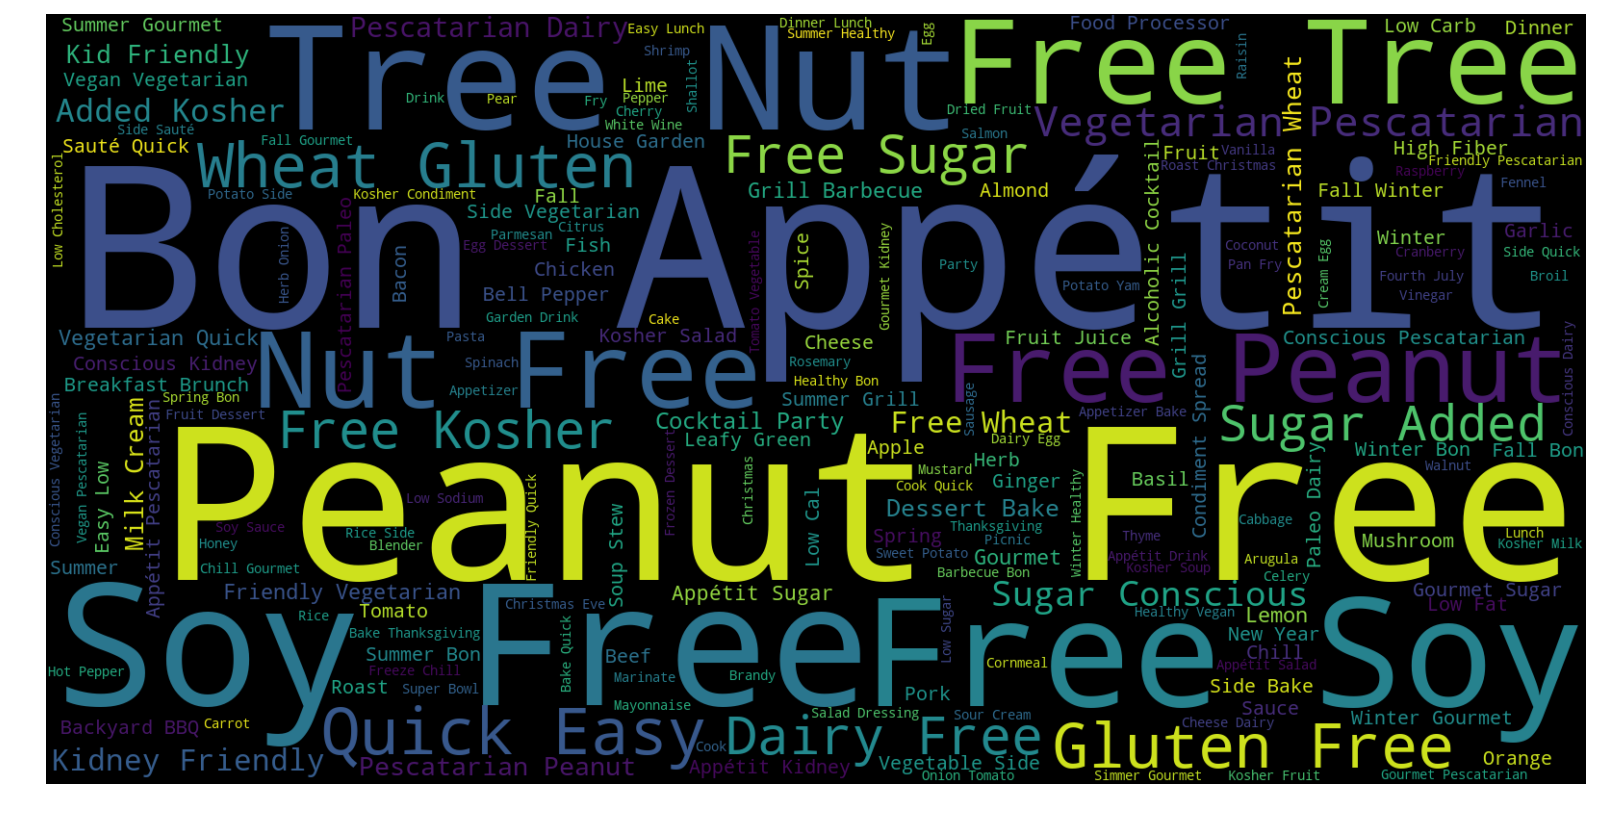 Summer Gourmet
Pescatarian Dairy
Easy Lunch
Dinner Lunch
Summer Healthy
Egg
Food Processor
Low Carb
Dinner
Kid Friendly
Tree Nut
Free Tree
Shrimp
Raisin
Vegan Vegetarian
Lime
Shallot
Added Kosher
Drink
Pear
Fry
Pepper
Cherry
White Wine
Dried Fruit
Vegetarian Pescatarian
Pescatarian Wheat
Side Sauté
Sauté Quick
Fall Gourmet
House Garden
Salmon
Free Sugar
Fruit
Vanilla
Roast Christmas
High Fiber
Friendly Pescatarian
Low Cholesterol
Wheat Gluten
Raspberry
Fennel
Potato Side
Kosher Condiment
Fall
Grill Barbecue
Almond
Fall Winter
Bon Appétit
Side Vegetarian
Citrus
Parmesan
Egg Dessert
Fish
Herb Onion
Pescatarian Paleo
Bacon
Chicken
Bell Pepper
Garden Drink
Tomato Vegetable
Spice
Gourmet Kidney
Party
Alcoholic Cocktail
Grill Grill
Coconut
Pan Fry
Potato Yam
Cream Egg
Winter
Garlic
Cranberry
Side Quick
Fourth July
Broil
Vinegar
Cake
Vegetarian Quick
Pasta
Kosher Salad
Cheese
Fruit Juice
Conscious Pescatarian
Conscious Dairy
Conscious Kidney
Nut Free
Spinach
Rosemary
Free Peanut
Breakfast Brunch
Appetizer
Healthy Bon
Spring Bon
Summer Grill
Sausage
Fruit Dessert
Appetizer Bake
Condiment Spread
Conscious Vegetarian
Vegan Pescatarian
Easy Low
Milk Cream
Appétit Pescatarian
Free Kosher
Cocktail Party
Free Wheat
Sugar Added
Leafy Green
Apple
Dairy Egg
Winter Bon
Fall Bon
Peanut Free
Herb
Walnut
Mustard
Cook Quick
Ginger
Basil
Low Sodium
Frozen Dessert
Christmas
Low Cal
Dessert Bake
Winter Healthy
Paleo Dairy
Soy Sauce
Rice Side
Friendly Quick
Soup Stew
Thanksgiving
Spring
Picnic
Thyme
Cabbage
Lunch
Honey
Blender
Mushroom
Kosher Milk
Sweet Potato
Gourmet
Appétit Drink
Arugula
Summer
Chill Gourmet
Barbecue Bon
Kosher Soup
Celery
Friendly Vegetarian
Appétit Sugar
Sugar Conscious
Gourmet Sugar
Soy Free
Free Soy
Christmas Eve
Low Sugar
Low Fat
Tomato
Rice
Healthy Vegan
Lemon
Bake Thanksgiving
New Year
Summer Bon
Bake Quick
Beef
Chill
Hot Pepper
Freeze Chill
Marinate
Brandy
Cornmeal
Appétit Salad
Roast
Super Bowl
Pork
Side Bake
Mayonnaise
Salad Dressing
Sour Cream
Sauce
Backyard BBQ
Carrot
Quick Easy
Cook
Dairy Free
Gluten Free
Cheese Dairy
Winter Gourmet
Kidney Friendly
Pescatarian Peanut
Appétit Kidney
Vegetable Side
Orange
Onion Tomato
Simmer Gourmet
Kosher Fruit
Gourmet Pescatarian